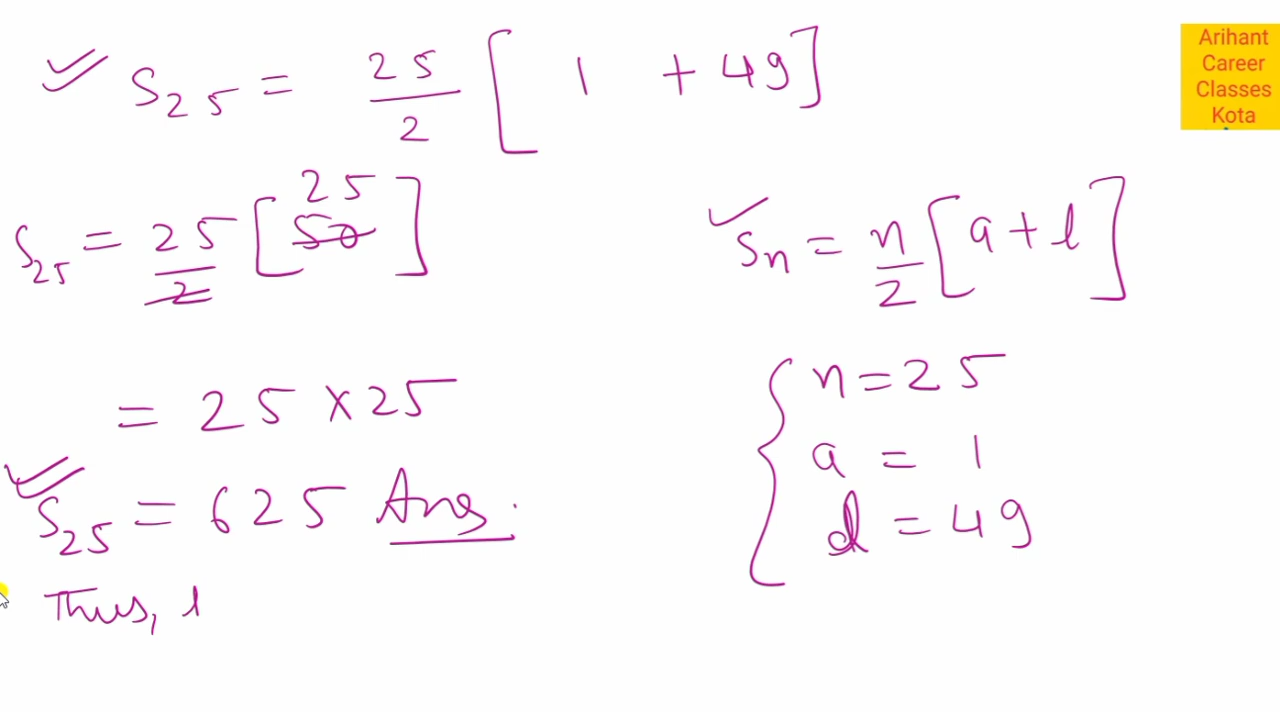 S₂₅ = 25/2 [ 1 + 49]
S₂₅ = 25/2 [ 50 ] 25
= 25 × 25
S₂₅ = 625 Ans.
Thus, l
Sₙ = n/2 [a + l]
n = 25
a = 1
l = 49
Arihant
Career
Classes
Kota